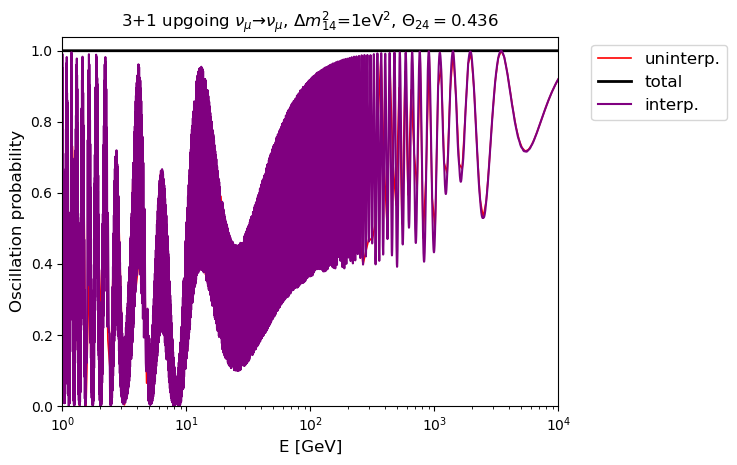 3+1 upgoing νμ→νμ, Δm²₁₄=1eV², Θ₂₄ = 0.436
Oscillation probability
1.0
0.8
0.6
0.4
0.2
0.0
10⁰
10¹
10²
10³
10⁴
E [GeV]
uninterp.
total
interp.